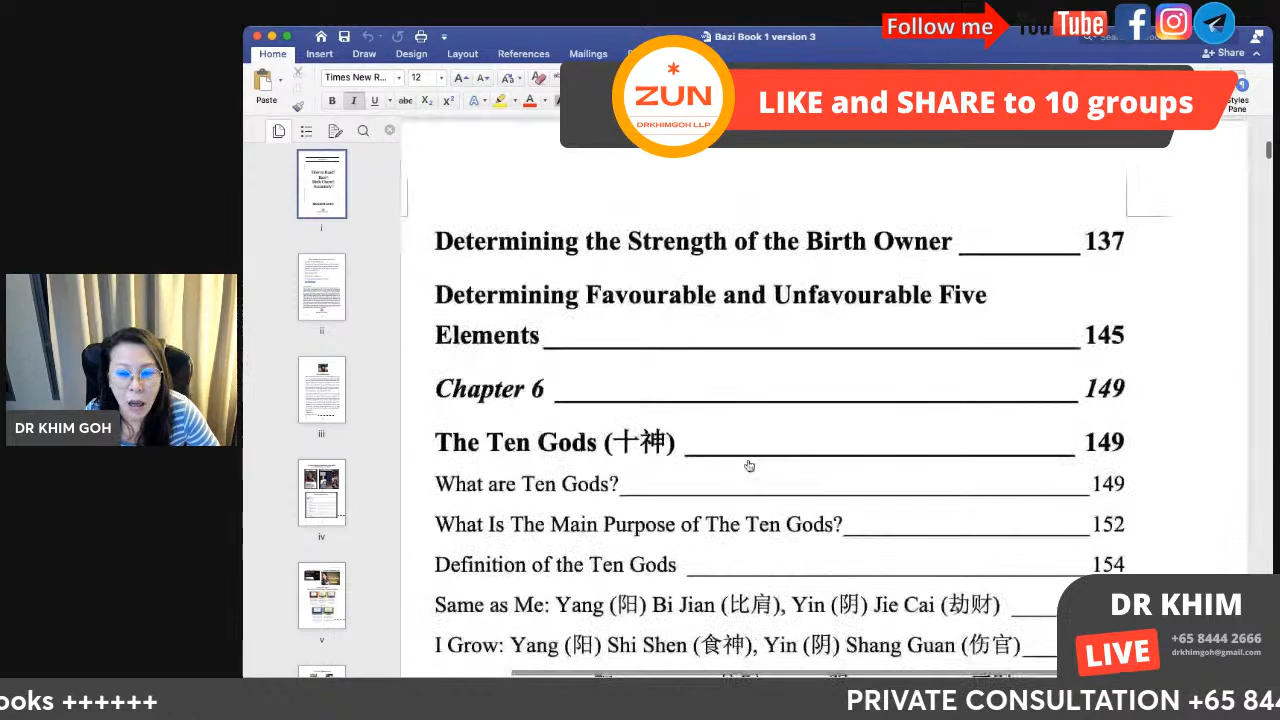 Follow me
You Tube
Bazi Book 1 version 3
Home Insert Draw Design Layout References Mailings
Share
Paste
Times New R... 12
Styles
Pane
ZUN
DRKHIMGOH LLP
LIKE and SHARE to 10 groups
i
ii
iii
iv
v
Determining the Strength of the Birth Owner 137
Determining Favourable and Unfavourable Five
Elements 145
Chapter 6 149
The Ten Gods (十神) 149
What are Ten Gods? 149
What Is The Main Purpose of The Ten Gods? 152
Definition of the Ten Gods 154
Same as Me: Yang (阳) Bi Jian (比肩), Yin (阴) Jie Cai (劫财)
I Grow: Yang (阳) Shi Shen (食神), Yin (阴) Shang Guan (伤官)
DR KHIM GOH
DR KHIM
LIVE
+65 8444 2666
drkhimgoh@gmail.com
ooks ++++++ PRIVATE CONSULTATION +65 844